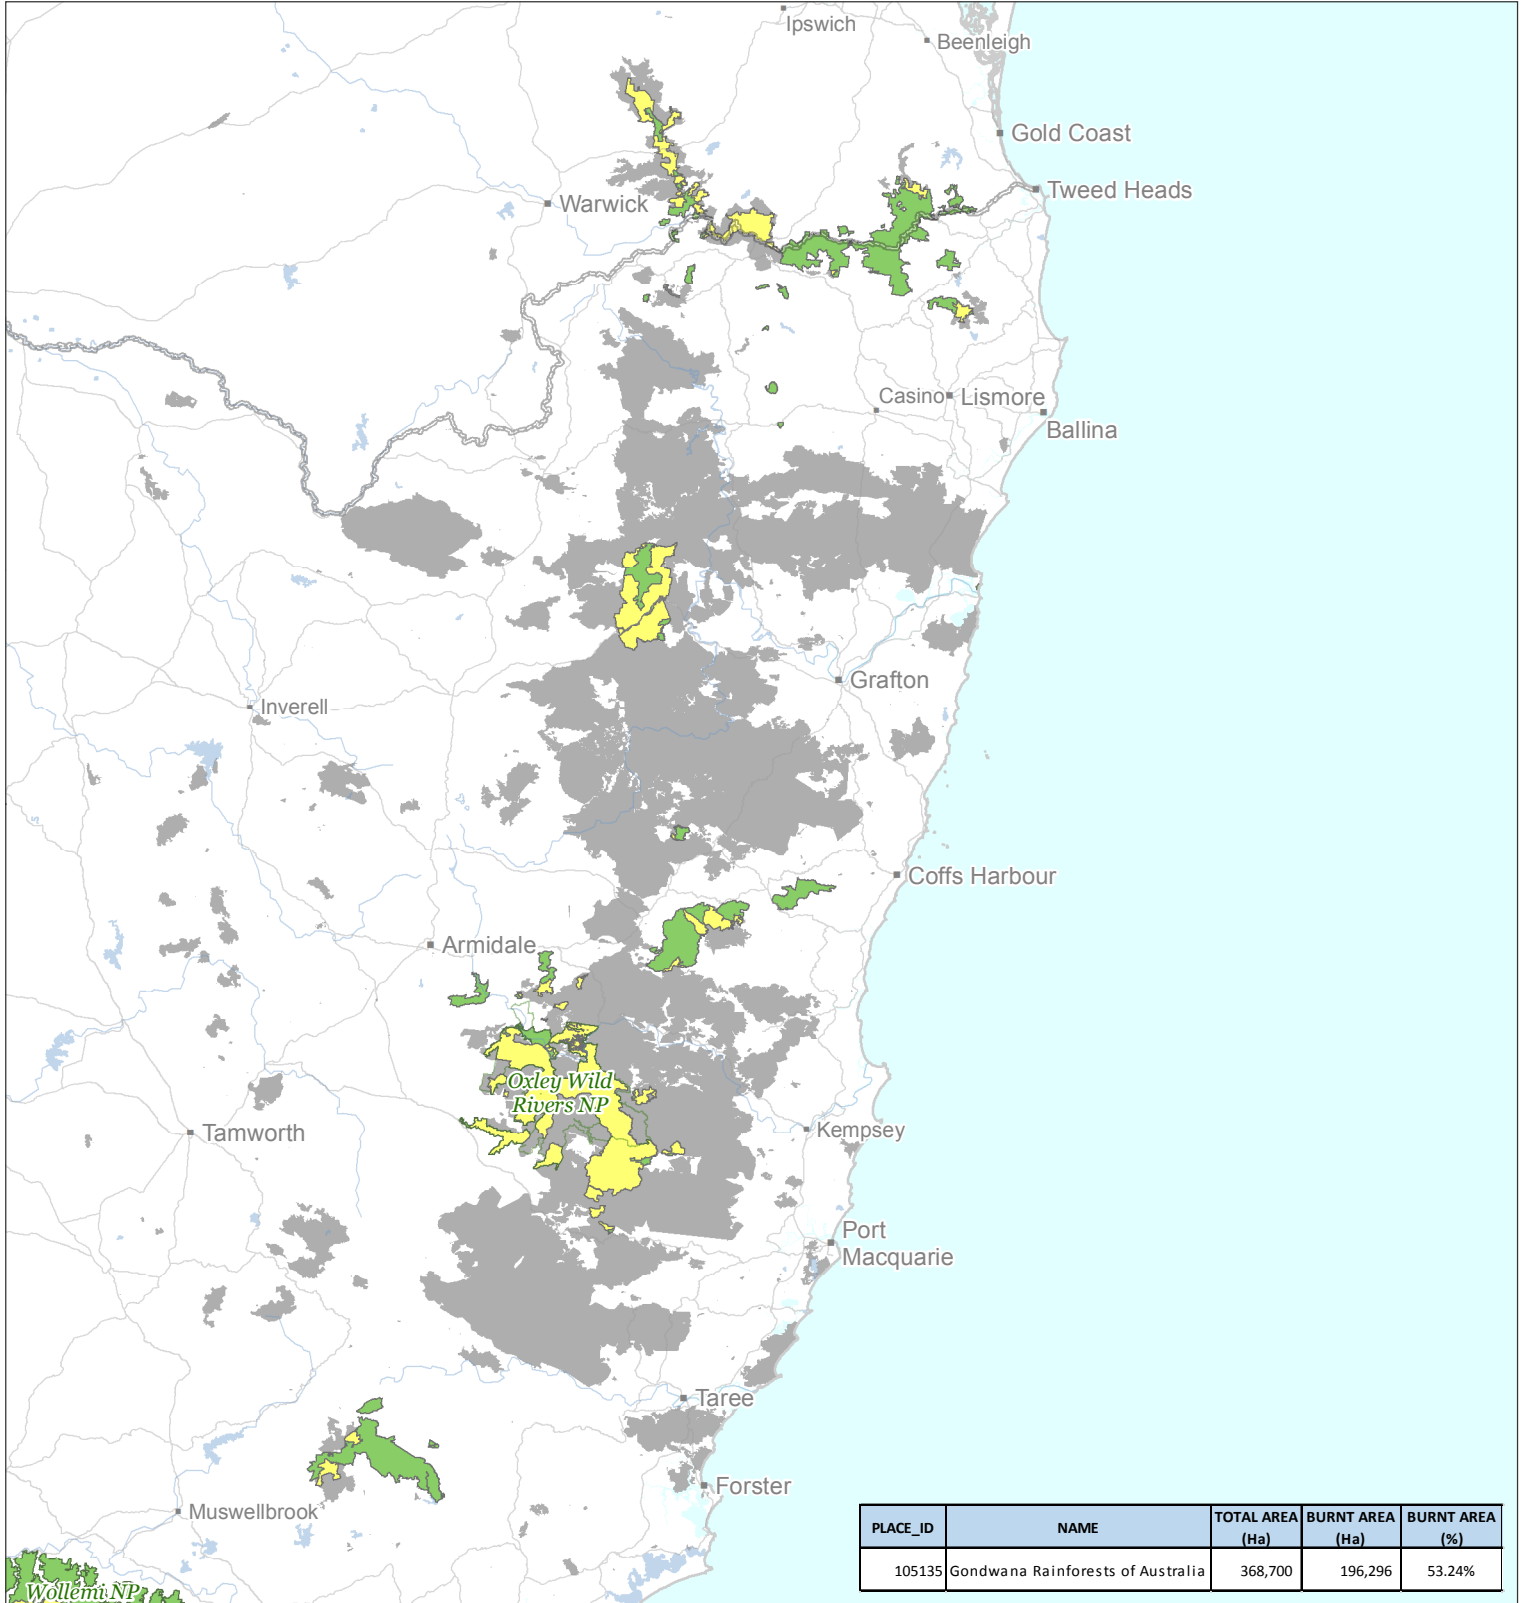 Ipswich
Beenleigh
Gold Coast
Tweed Heads
Warwick
Casino
Lismore
Ballina
Grafton
Inverell
Coffs Harbour
Armidale
Oxley Wild
Rivers NP
Kempsey
Tamworth
Port
Macquarie
Taree
Forster
Muswellbrook
Wollemi NP
PLACE_ID NAME TOTAL AREA (Ha) BURNT AREA (Ha) BURNT AREA (%)
105135 Gondwana Rainforests of Australia 368,700 196,296 53.24%